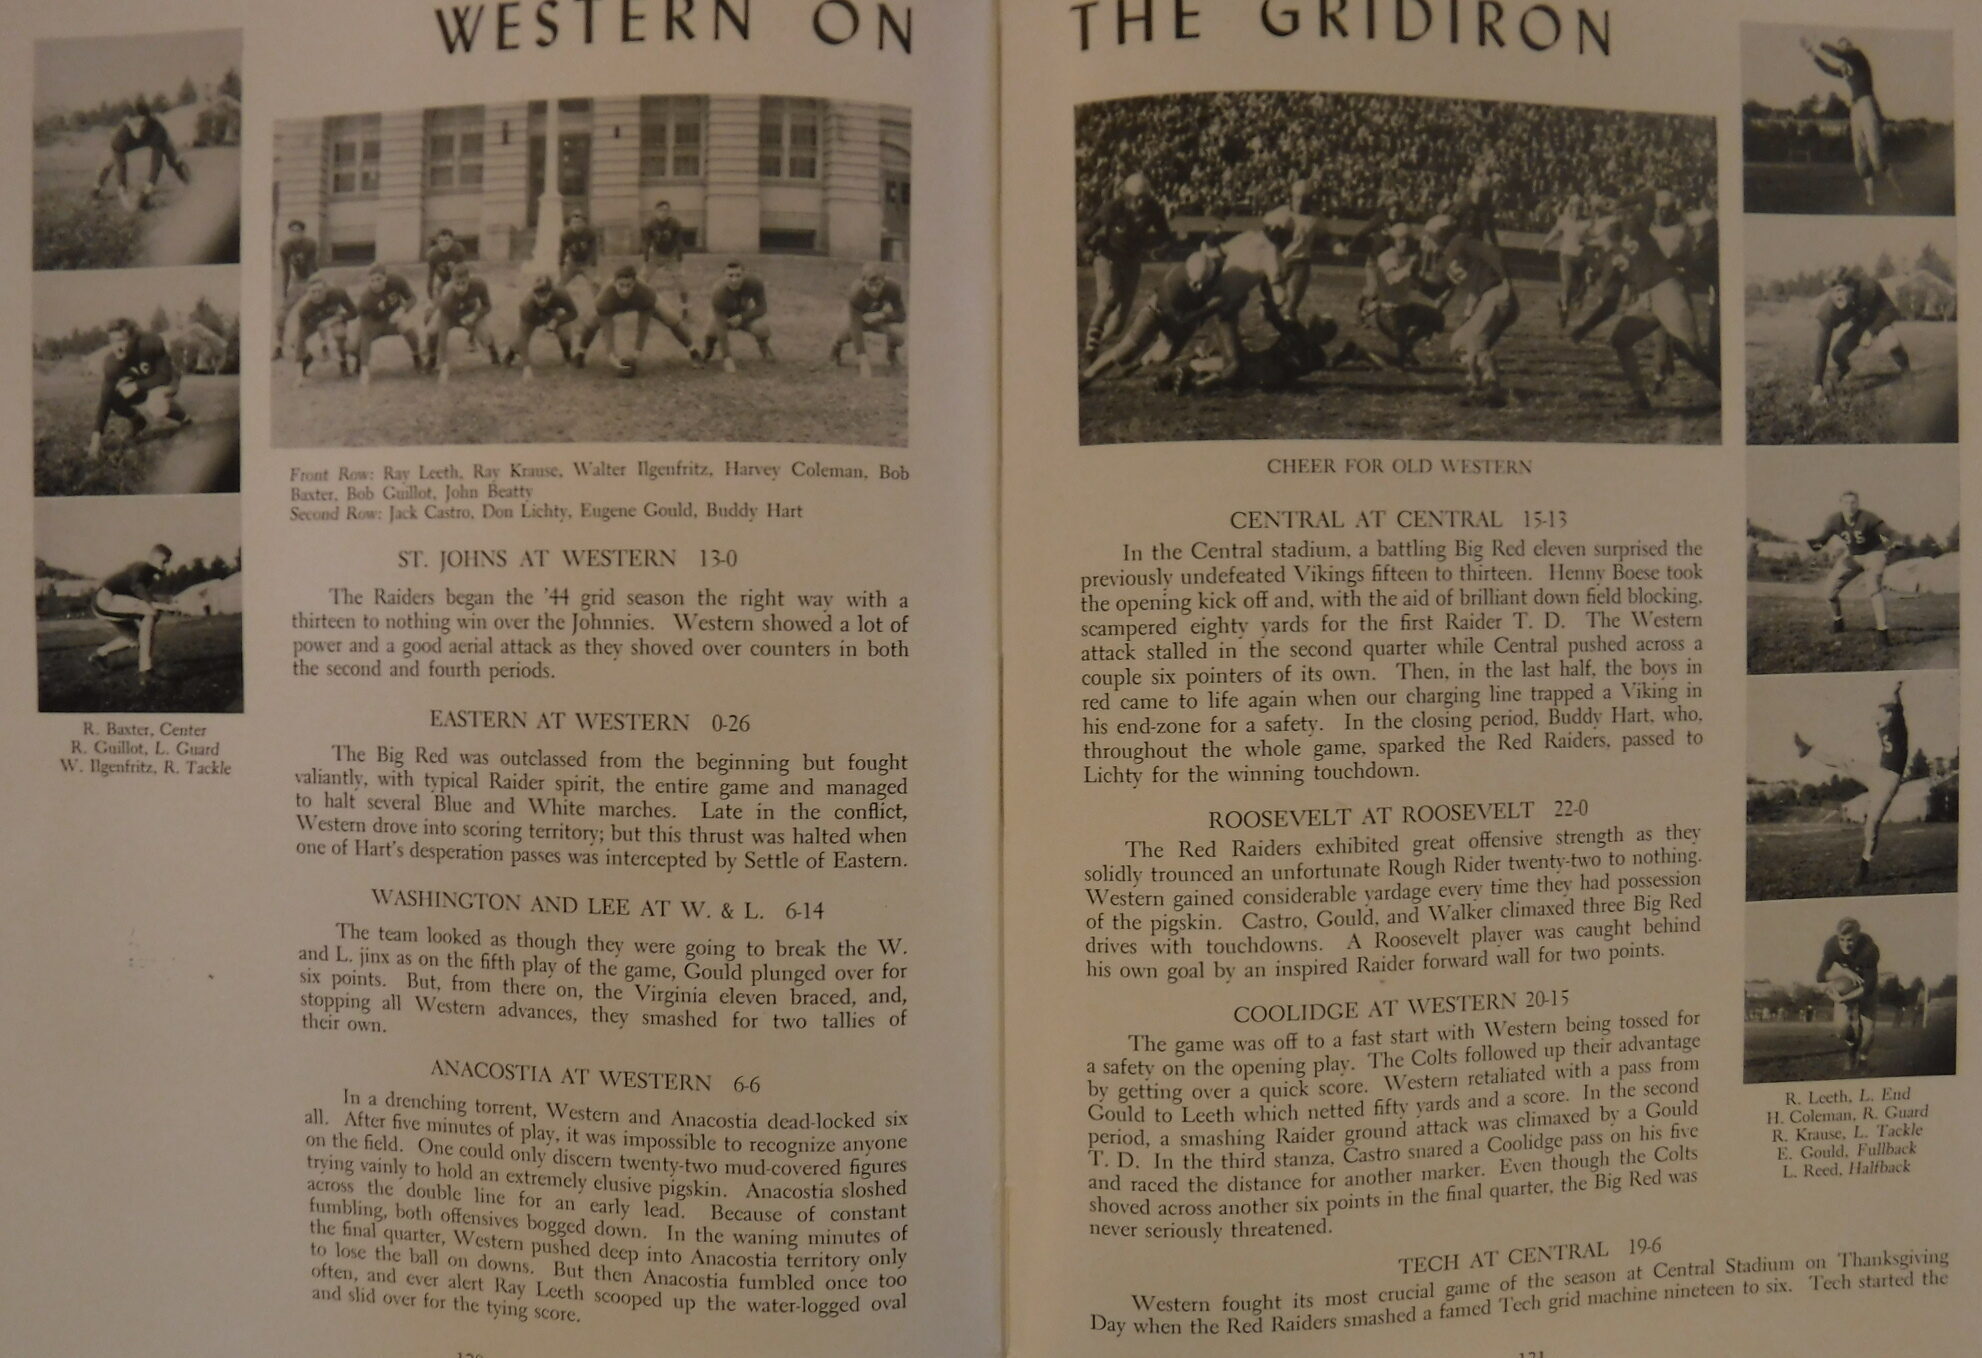 WESTERN ON THE GRIDIRON
R. Baxter, Center
R. Guillot, L. Guard
W. Ilgenfritz, R. Tackle
Front Row: Ray Leeth, Ray Krause, Walter Ilgenfritz, Harvey Coleman, Bob
Baxter, Bob Guillot, John Beatty
Second Row: Jack Castro, Don Lichty, Eugene Gould, Buddy Hart
ST. JOHNS AT WESTERN 13-0
The Raiders began the '44 grid season the right way with a
thirteen to nothing win over the Johnnies. Western showed a lot of
power and a good aerial attack as they shoved over counters in both
the second and fourth periods.
EASTERN AT WESTERN 0-26
The Big Red was outclassed from the beginning but fought
valiantly, with typical Raider spirit, the entire game and managed
to halt several Blue and White marches. Late in the conflict,
Western drove into scoring territory; but this thrust was halted when
one of Hart's desperation passes was intercepted by Settle of Eastern.
WASHINGTON AND LEE AT W. & L. 6-14
The team looked as though they were going to break the W.
and L. jinx as on the fifth play of the game, Gould plunged over for
six points. But, from there on, the Virginia eleven braced, and,
stopping all Western advances, they smashed for two tallies of
their own.
ANACOSTIA AT WESTERN 6-6
In a drenching torrent, Western and Anacostia dead-locked six
all. After five minutes of play, it was impossible to recognize anyone
on the field. One could only discern twenty-two mud-covered figures
trying vainly to hold an extremely elusive pigskin. Anacostia sloshed
across the double line for an early lead. Because of constant
fumbling, both offensives bogged down. In the waning minutes of
the final quarter, Western pushed deep into Anacostia territory only
to lose the ball on downs. But then Anacostia fumbled once too
often, and ever alert Ray Leeth scooped up the water-logged oval
and slid over for the tying score.
CHEER FOR OLD WESTERN
CENTRAL AT CENTRAL 15-13
In the Central stadium, a battling Big Red eleven surprised the
previously undefeated Vikings fifteen to thirteen. Henny Boese took
the opening kick off and, with the aid of brilliant down field blocking,
scampered eighty yards for the first Raider T. D. The Western
attack stalled in the second quarter while Central pushed across a
couple six pointers of its own. Then, in the last half, the boys in
red came to life again when our charging line trapped a Viking in
his end-zone for a safety. In the closing period, Buddy Hart, who,
throughout the whole game, sparked the Red Raiders, passed to
Lichty for the winning touchdown.
ROOSEVELT AT ROOSEVELT 22-0
The Red Raiders exhibited great offensive strength as they
solidly trounced an unfortunate Rough Rider twenty-two to nothing.
Western gained considerable yardage every time they had possession
of the pigskin. Castro, Gould, and Walker climaxed three Big Red
drives with touchdowns. A Roosevelt player was caught behind
his own goal by an inspired Raider forward wall for two points.
COOLIDGE AT WESTERN 20-15
The game was off to a fast start with Western being tossed for
a safety on the opening play. The Colts followed up their advantage
by getting over a quick score. Western retaliated with a pass from
Gould to Leeth which netted fifty yards and a score. In the second
period, a smashing Raider ground attack was climaxed by a Gould
T. D. In the third stanza, Castro snared a Coolidge pass on his five
and raced the distance for another marker. Even though the Colts
shoved across another six points in the final quarter, the Big Red was
never seriously threatened.
TECH AT CENTRAL 19-6
Western fought its most crucial game of the season at Central Stadium on Thanksgiving
Day when the Red Raiders smashed a famed Tech grid machine nineteen to six. Tech started the
R. Leeth, L. End
H. Coleman, R. Guard
R. Krause, L. Tackle
E. Gould, Fullback
L. Reed, Halfback
35